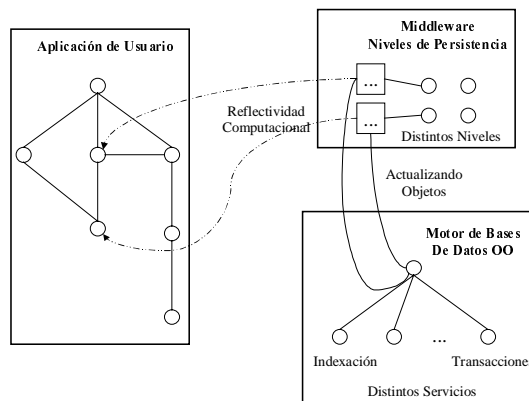 Aplicación de Usuario
Middleware
Niveles de Persistencia
...
...
Distintos Niveles
Reflectividad
Computacional
Actualizando
Objetos
Motor de Bases
De Datos OO
...
Indexación
Transacciones
Distintos Servicios